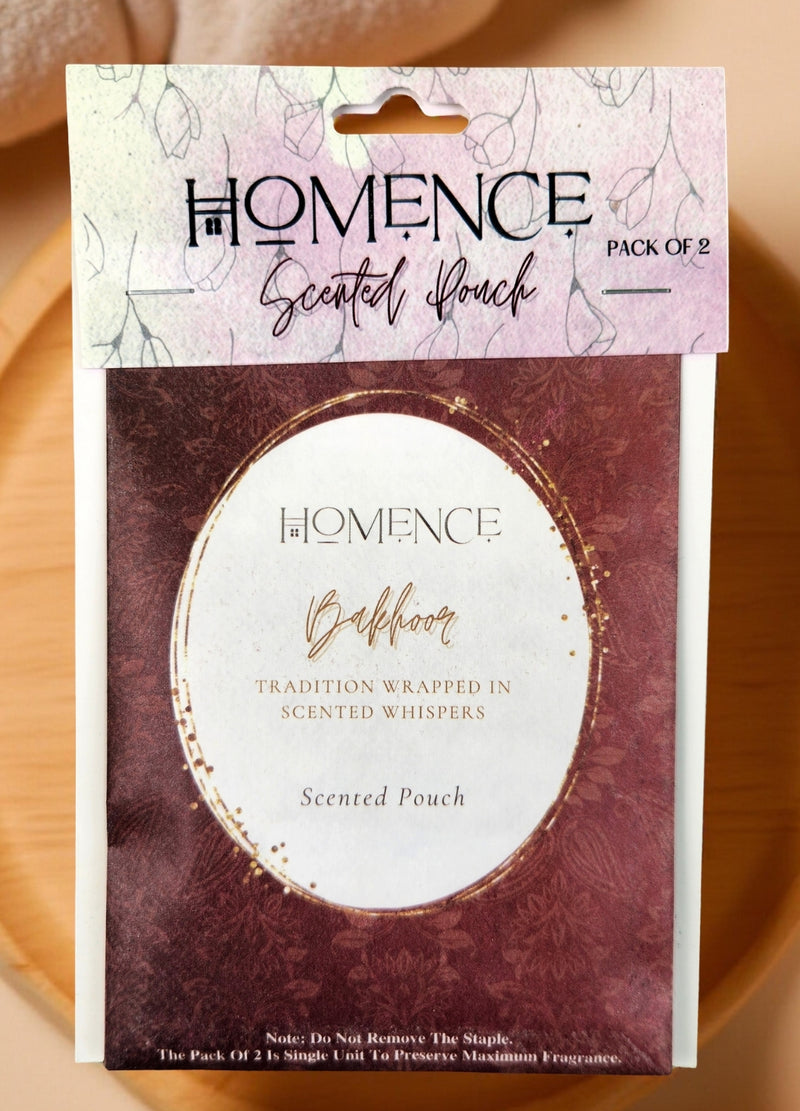 HOMENCE
PACK OF 2
Scented Pouch
HOMENCE
Bakhoor
TRADITION WRAPPED IN
SCENTED WHISPERS
Scented Pouch
Note: Do Not Remove The Staple.
The Pack Of 2 Is Single Unit To Preserve Maximum Fragrance.